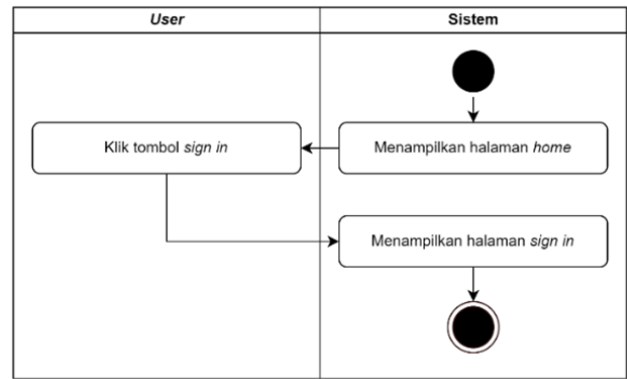 User
Sistem
Menampilkan halaman home
Klik tombol sign in
Menampilkan halaman sign in